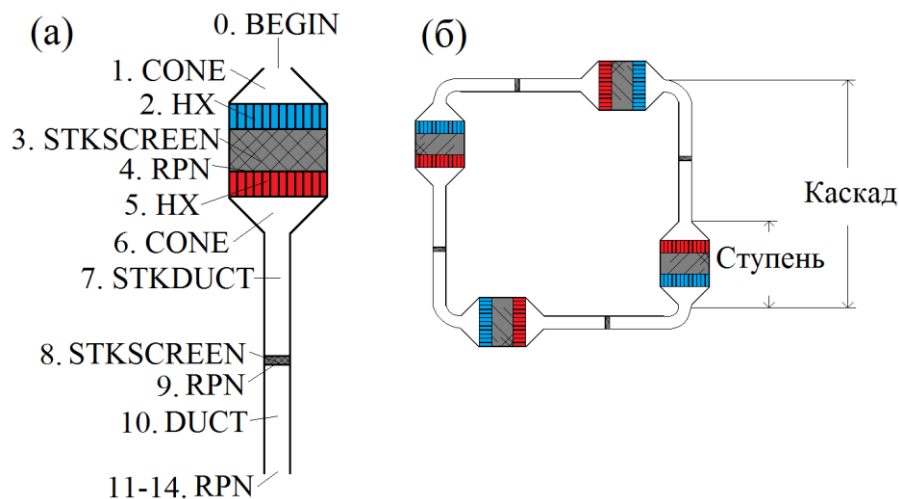 (а)
0. BEGIN
1. CONE
2. HX
3. STKSCREEN
4. RPN
5. HX
6. CONE
7. STKDUCT
8. STKSCREEN
9. RPN
10. DUCT
11-14. RPN
(б)
Каскад
Ступень